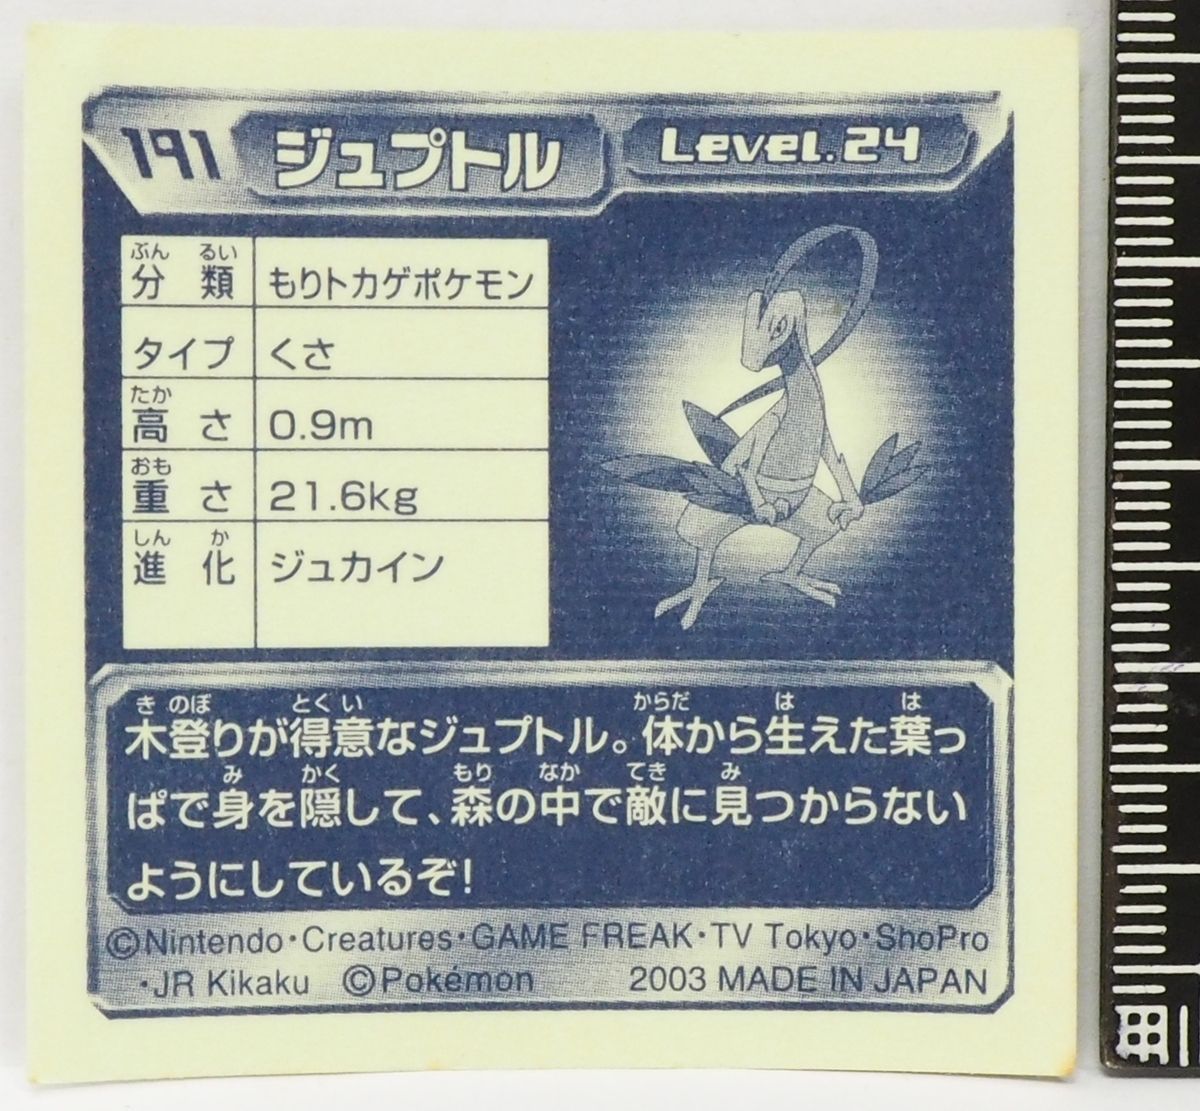 191 ジュプトル Level.24
ぶん るい
分 類 もりトカゲポケモン
タイプ くさ
たか
高 さ 0.9m
おも
重 さ 21.6kg
しん か
進 化 ジュカイン
き のぼ とく い からだ は は
木登りが得意なジュプトル。体から生えた葉っ
み かく もり なか てき み
ぱで身を隠して、森の中で敵に見つからない
ようにしているぞ!
©Nintendo・Creatures・GAME FREAK・TV Tokyo・ShoPro
・JR Kikaku ©Pokémon 2003 MADE IN JAPAN